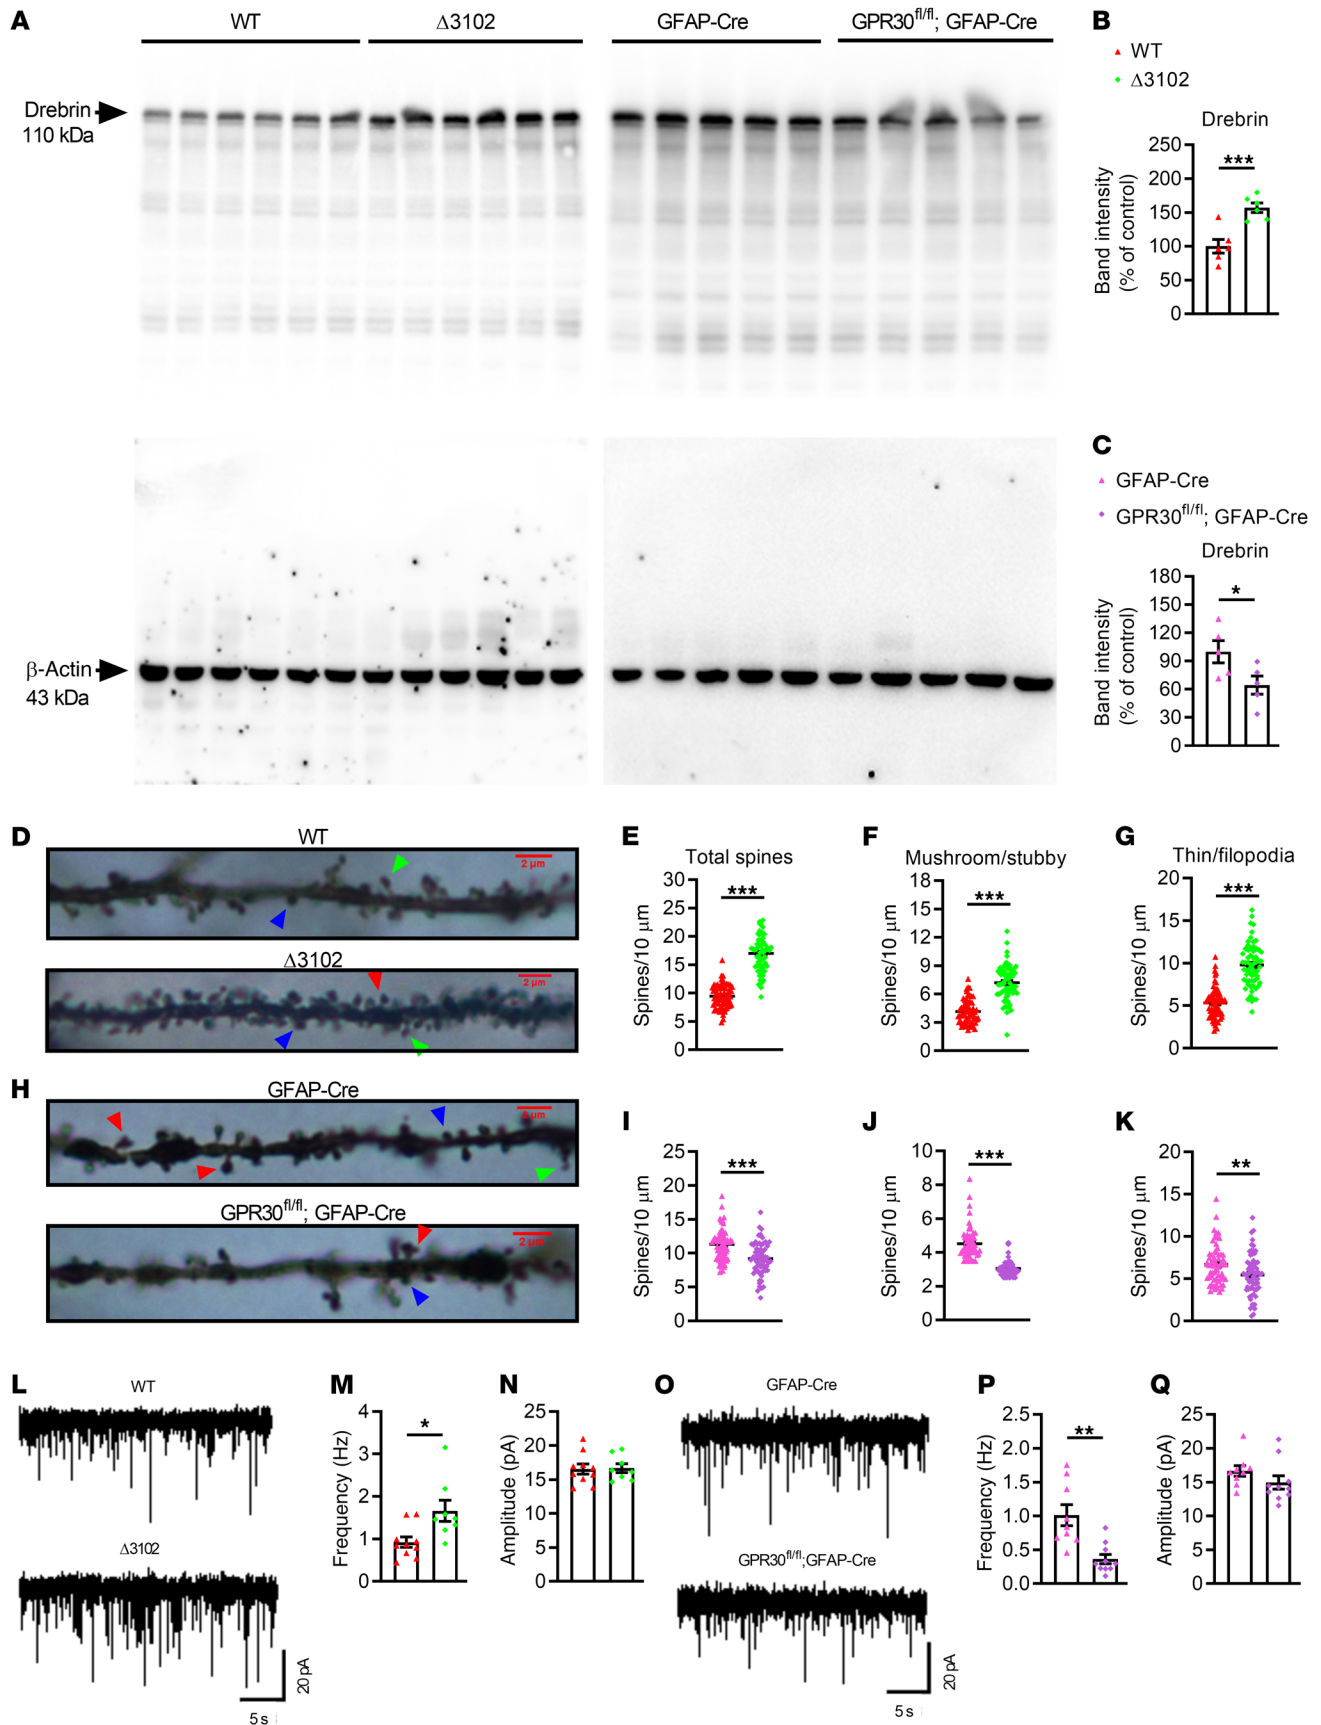 A
WT
Δ3102
GFAP-Cre
GPR30fl/fl; GFAP-Cre
Drebrin
110 kDa
β-Actin
43 kDa
B
WT
Δ3102
Drebrin
Band intensity
(% of control)
250
200
150
100
50
0
***
C
GFAP-Cre
GPR30fl/fl; GFAP-Cre
Drebrin
Band intensity
(% of control)
180
150
120
90
60
30
0
*
D
WT
2 μm
Δ3102
2 μm
E
Total spines
Spines/10 μm
30
25
20
15
10
5
0
***
F
Mushroom/stubby
Spines/10 μm
18
15
12
9
6
3
0
***
G
Thin/filopodia
Spines/10 μm
20
15
10
5
0
***
H
GFAP-Cre
2 μm
GPR30fl/fl; GFAP-Cre
2 μm
I
Spines/10 μm
25
20
15
10
5
0
***
J
Spines/10 μm
10
8
6
4
2
0
***
K
Spines/10 μm
20
15
10
5
0
**
L
WT
Δ3102
20 pA
5 s
M
Frequency (Hz)
4
3
2
1
0
*
N
Amplitude (pA)
25
20
15
10
5
0
O
GFAP-Cre
GPR30fl/fl;GFAP-Cre
20 pA
5 s
P
Frequency (Hz)
2.5
2.0
1.5
1.0
0.5
0.0
**
Q
Amplitude (pA)
25
20
15
10
5
0